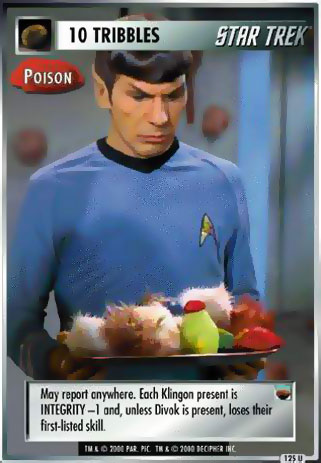 10 TRIBBLES
STAR TREK
POISON
May report anywhere. Each Klingon present is
INTEGRITY –1 and, unless Divok is present, loses their
first-listed skill.
TM & © 2000 PAR. PIC. TM & © 2000 DECIPHER INC.
125 U